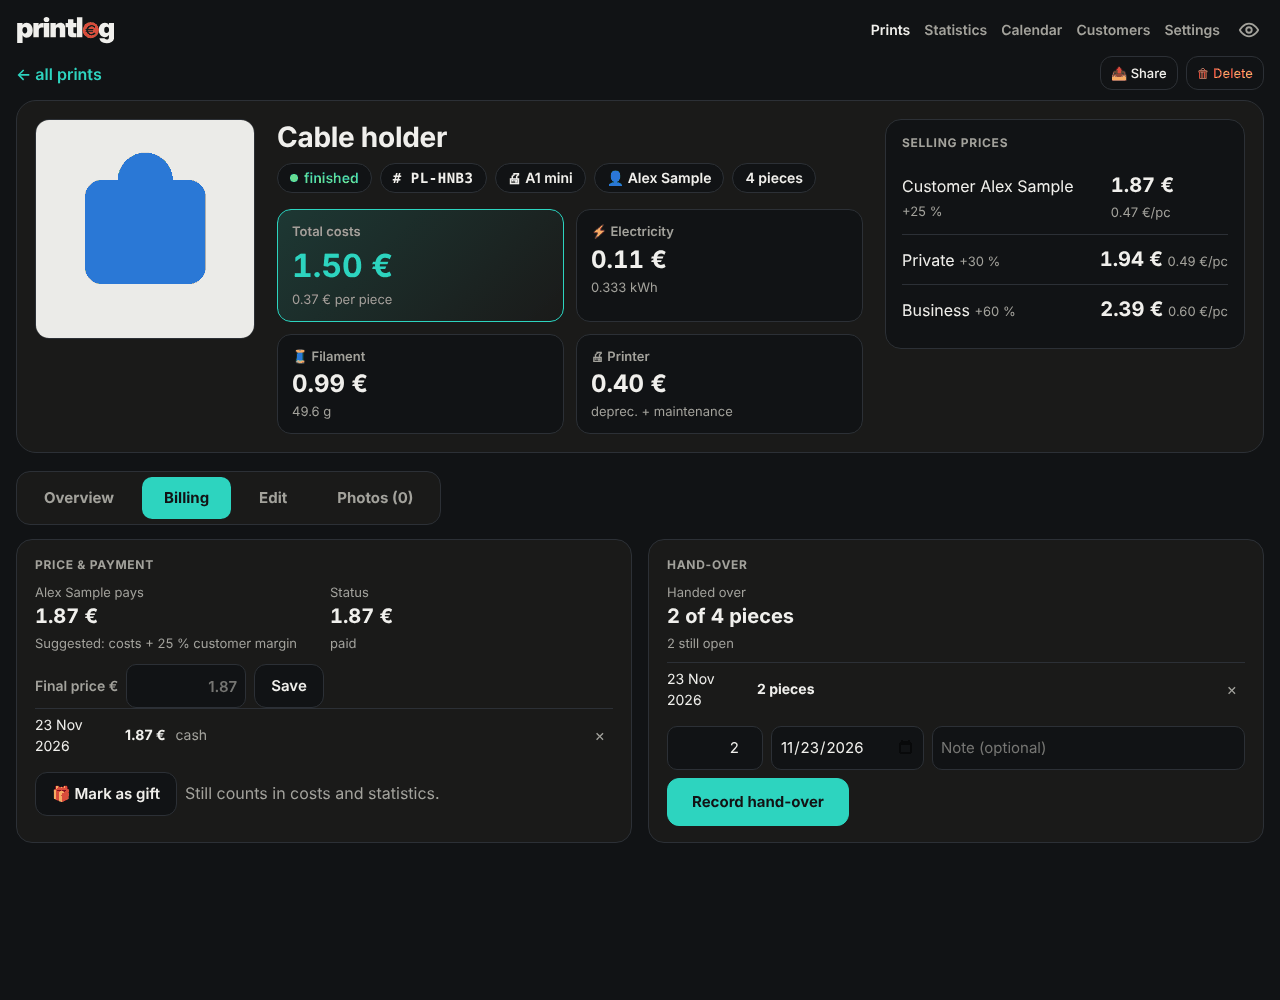 printlog
Prints Statistics Calendar Customers Settings
← all prints
📤 Share 🗑 Delete
Cable holder
finished # PL-HNB3 🖨 A1 mini 👤 Alex Sample 4 pieces
Total costs
1.50 €
0.37 € per piece
⚡ Electricity
0.11 €
0.333 kWh
🧵 Filament
0.99 €
49.6 g
🖨 Printer
0.40 €
deprec. + maintenance
SELLING PRICES
Customer Alex Sample 1.87 €
+25 % 0.47 €/pc
Private +30 % 1.94 € 0.49 €/pc
Business +60 % 2.39 € 0.60 €/pc
Overview Billing Edit Photos (0)
PRICE & PAYMENT
Alex Sample pays
1.87 €
Suggested: costs + 25 % customer margin
Status
1.87 €
paid
Final price € 1.87 Save
23 Nov
2026
1.87 € cash ×
🎁 Mark as gift Still counts in costs and statistics.
HAND-OVER
Handed over
2 of 4 pieces
2 still open
23 Nov
2026
2 pieces ×
2 11/23/2026 Note (optional)
Record hand-over